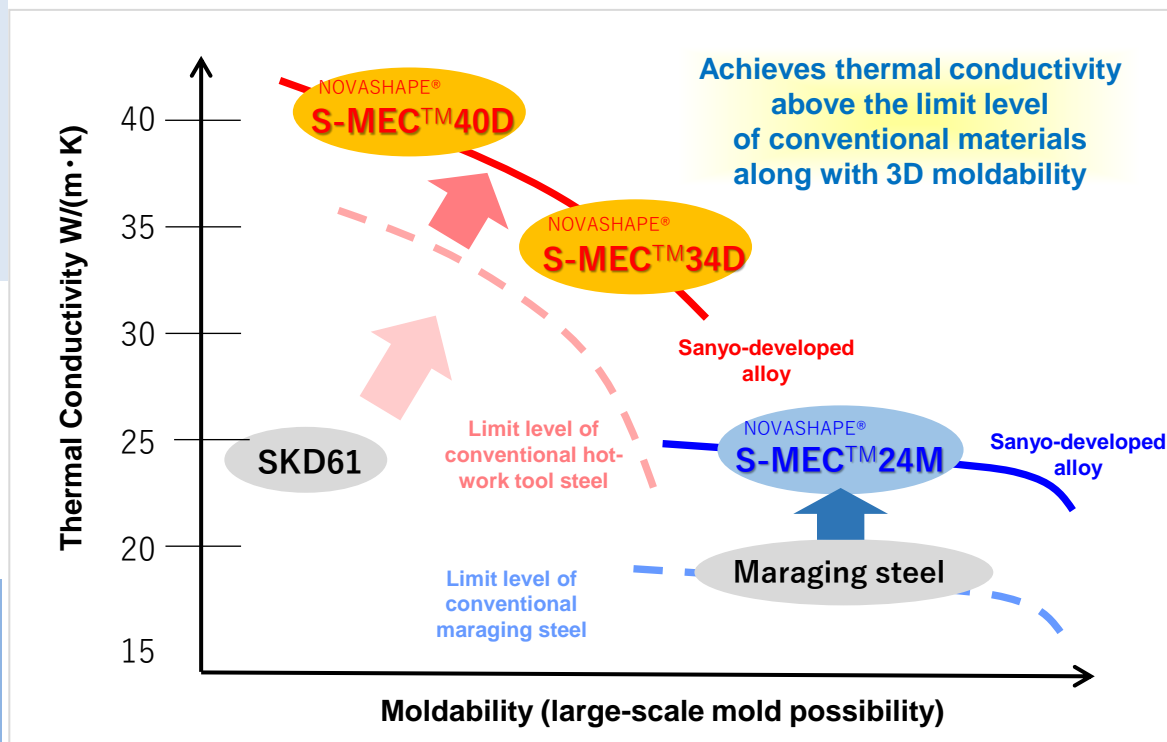 Achieves thermal conductivity
above the limit level
of conventional materials
along with 3D moldability
Thermal Conductivity W/(m・K)
40
35
30
25
20
15
NOVASHAPE®
S-MEC™40D
NOVASHAPE®
S-MEC™34D
Sanyo-developed
alloy
SKD61
Limit level of
conventional hot-
work tool steel
NOVASHAPE®
S-MEC™24M
Sanyo-developed
alloy
Maraging steel
Limit level of
conventional
maraging steel
Moldability (large-scale mold possibility)